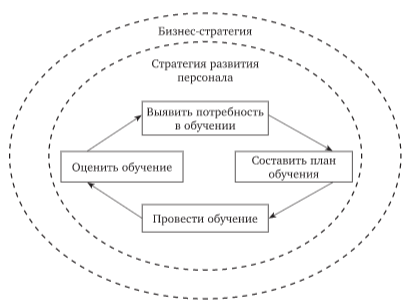 Бизнес-стратегия
Стратегия развития
персонала
Выявить потребность
в обучении
Оценить обучение
Составить план
обучения
Провести обучение